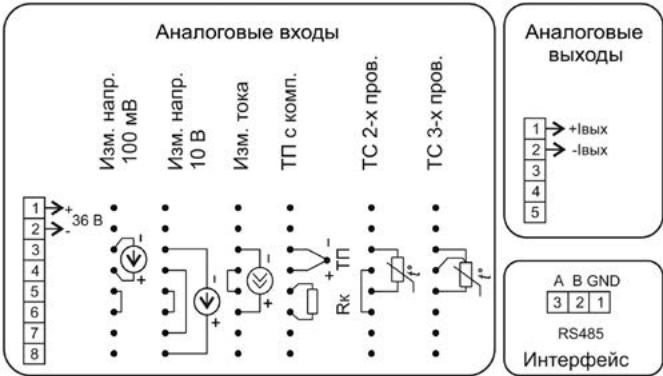 Аналоговые входы
Изм. напр.
100 мВ
Изм. напр.
10 В
Изм. тока
ТП с комп.
ТС 2-х пров.
ТС 3-х пров.
1 +
36 В
2 -
3
4
5
6
7
8
−
+
−
+
−
+
−
ТП
+
Rк
t°
t°
Аналоговые
выходы
1 +Iвых
2 -Iвых
3
4
5
A B GND
3 2 1
RS485
Интерфейс